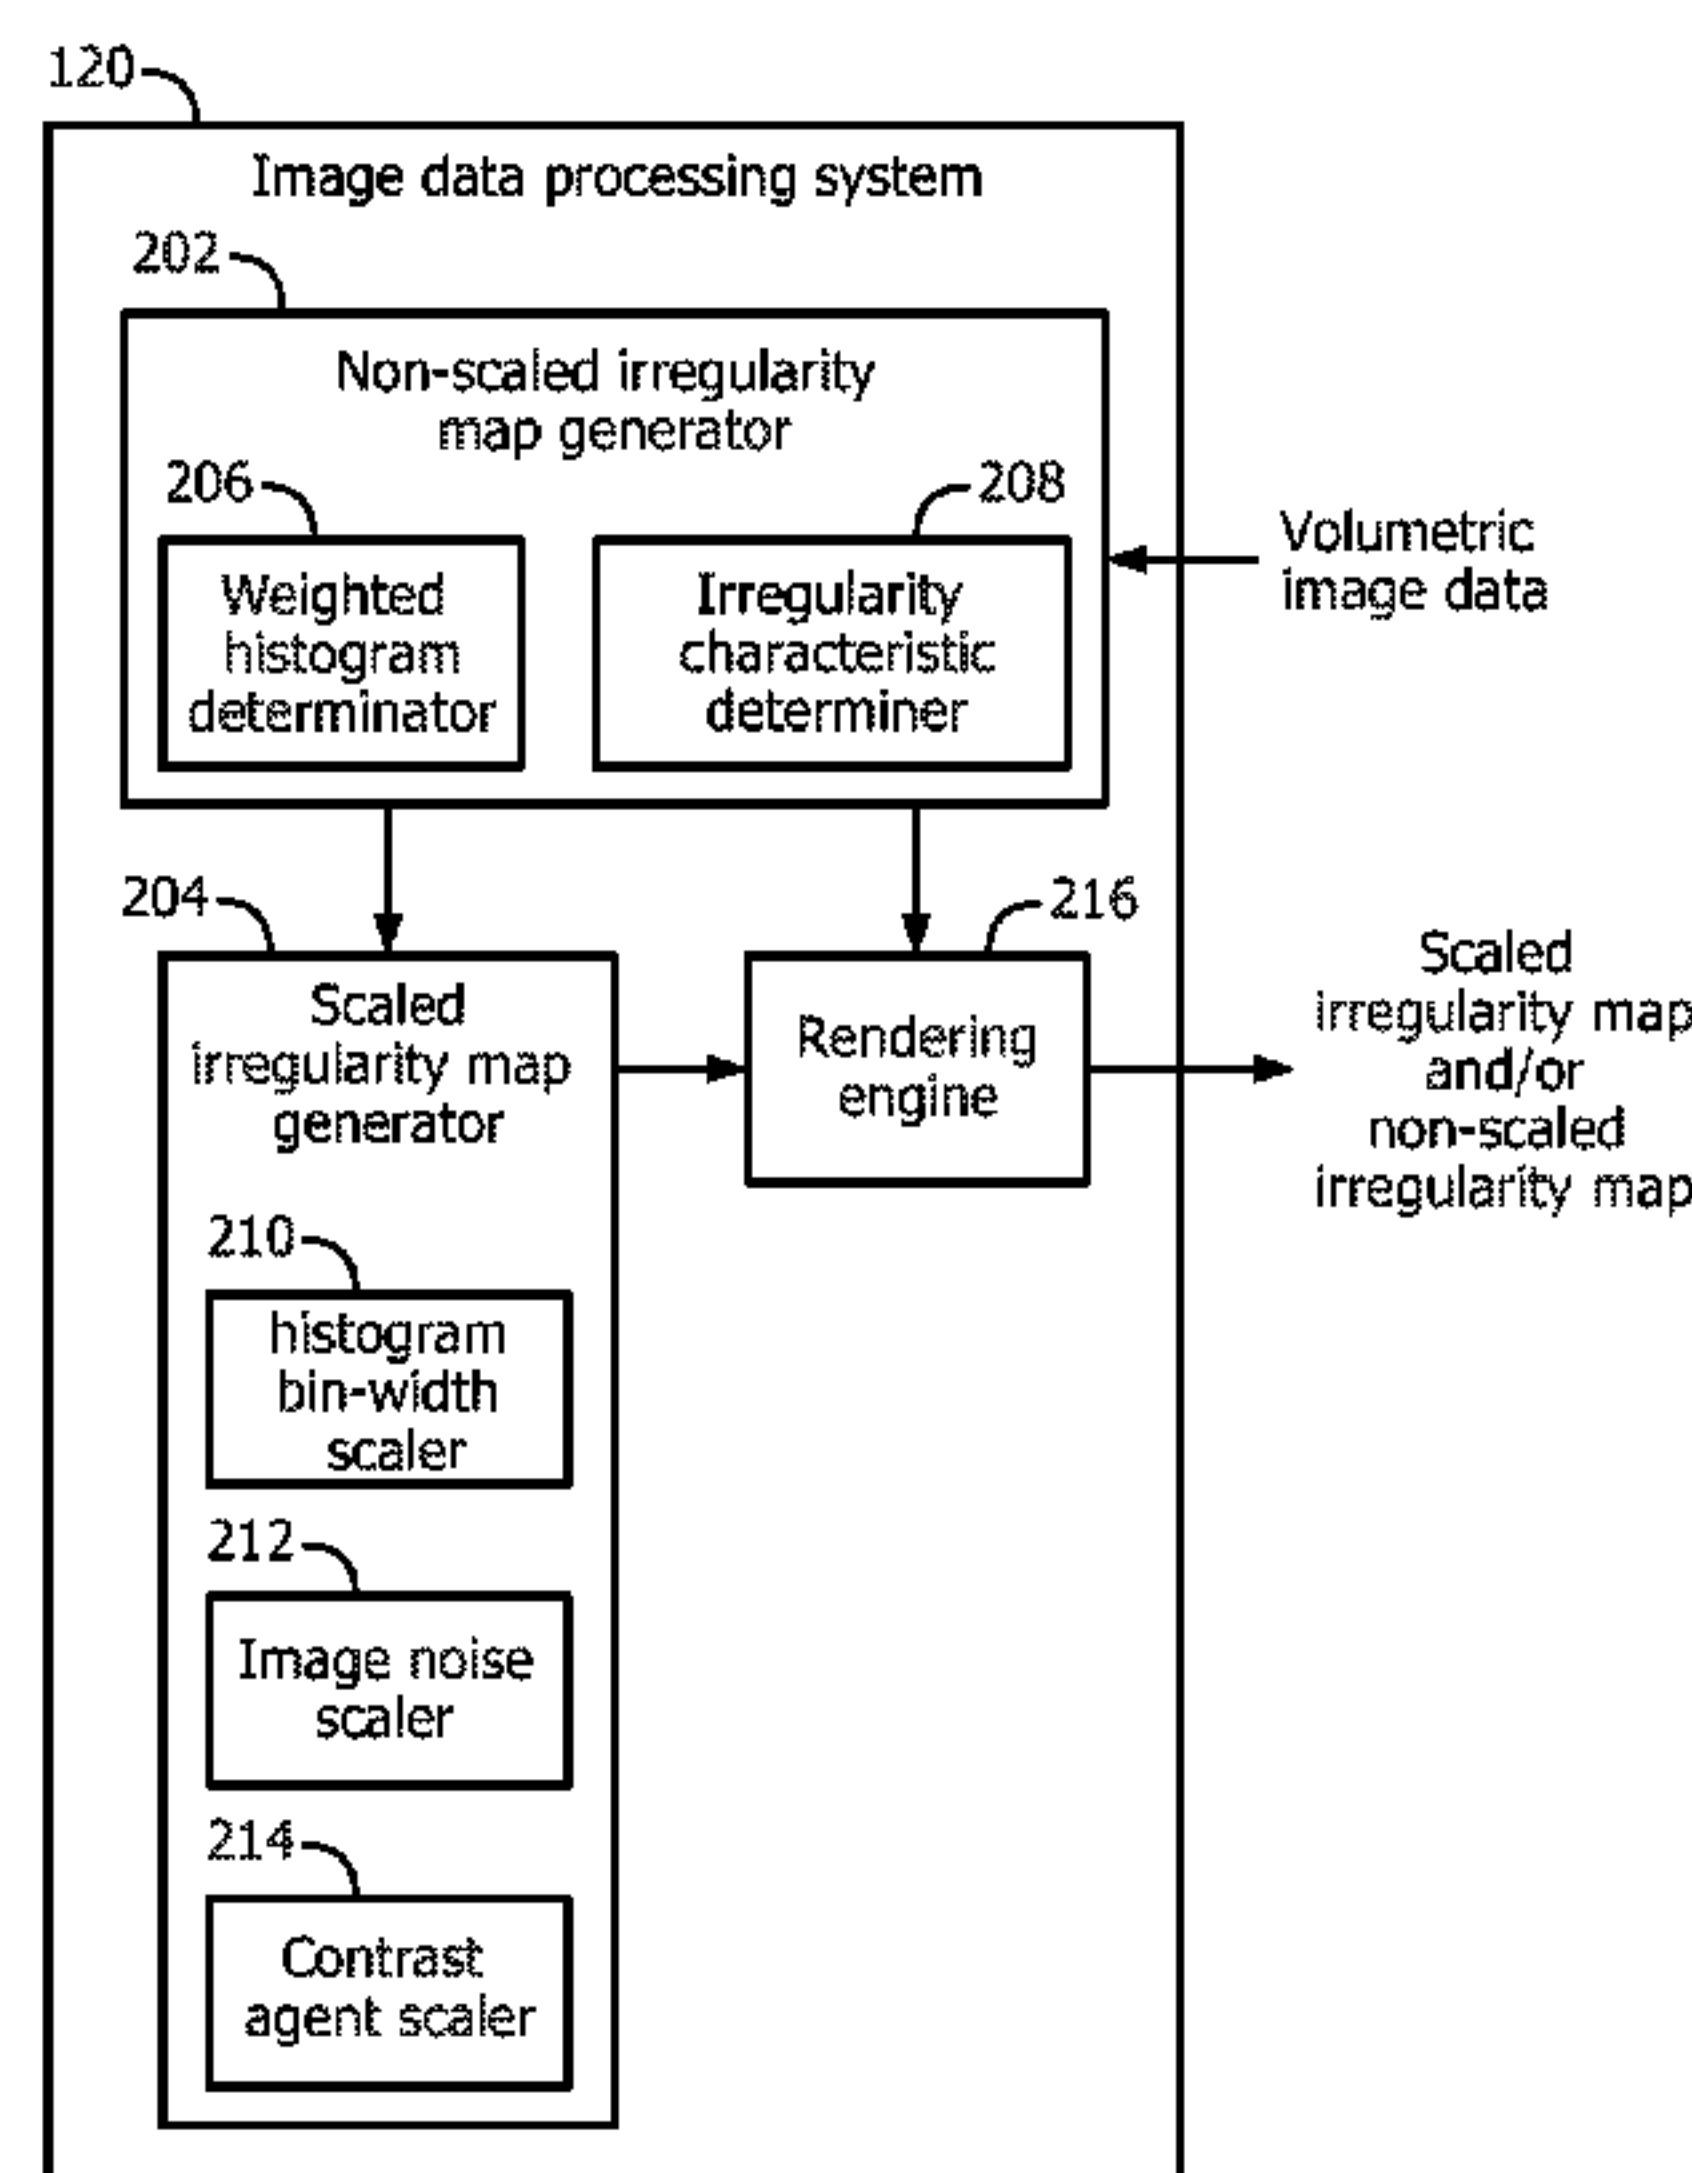 120
Image data processing system
202
Non-scaled irregularity
map generator
206
208
Weighted
histogram
determinator
Irregularity
characteristic
determiner
Volumetric
image data
204
216
Scaled
irregularity map
generator
Rendering
engine
Scaled
irregularity map
and/or
non-scaled
irregularity map
210
histogram
bin-width
scaler
212
Image noise
scaler
214
Contrast
agent scaler